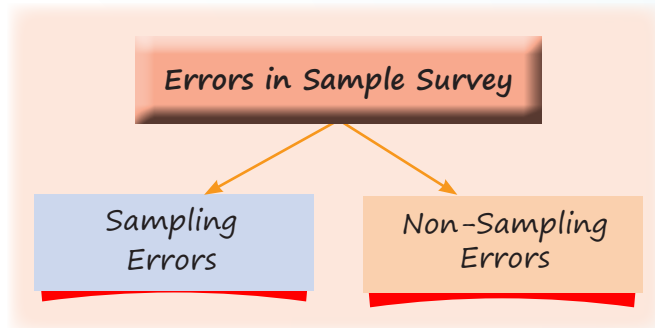 Errors in Sample Survey
Sampling
Errors
Non-Sampling
Errors